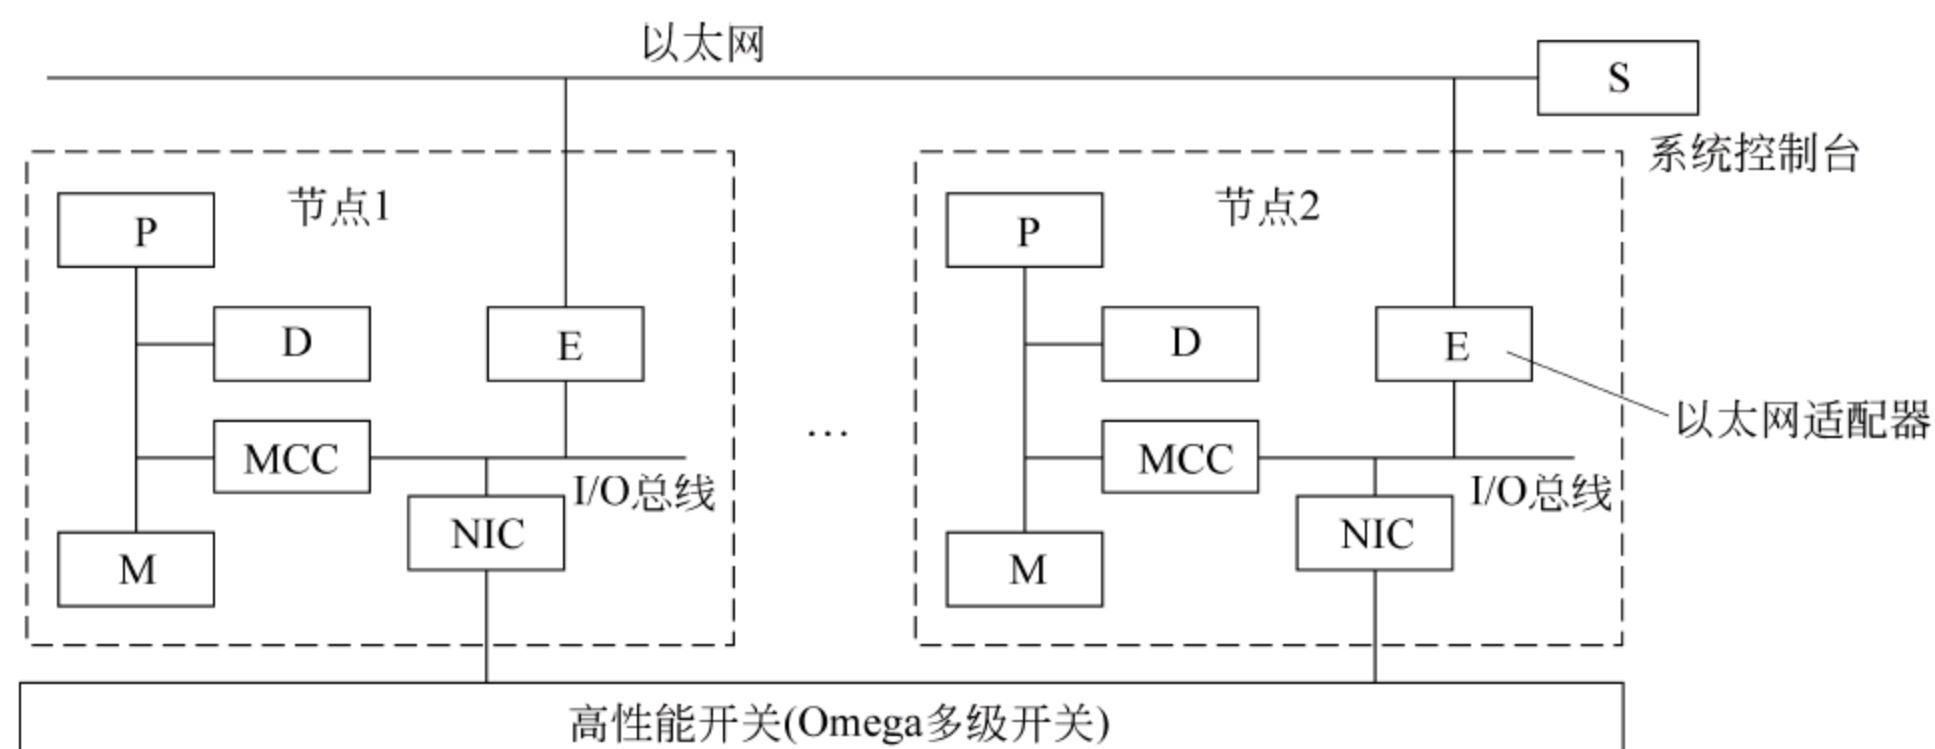 以太网
S
系统控制台
节点1
节点2
P
P
D
E
D
E
以太网适配器
MCC
…
MCC
I/O总线
I/O总线
NIC
NIC
M
M
高性能开关(Omega多级开关)